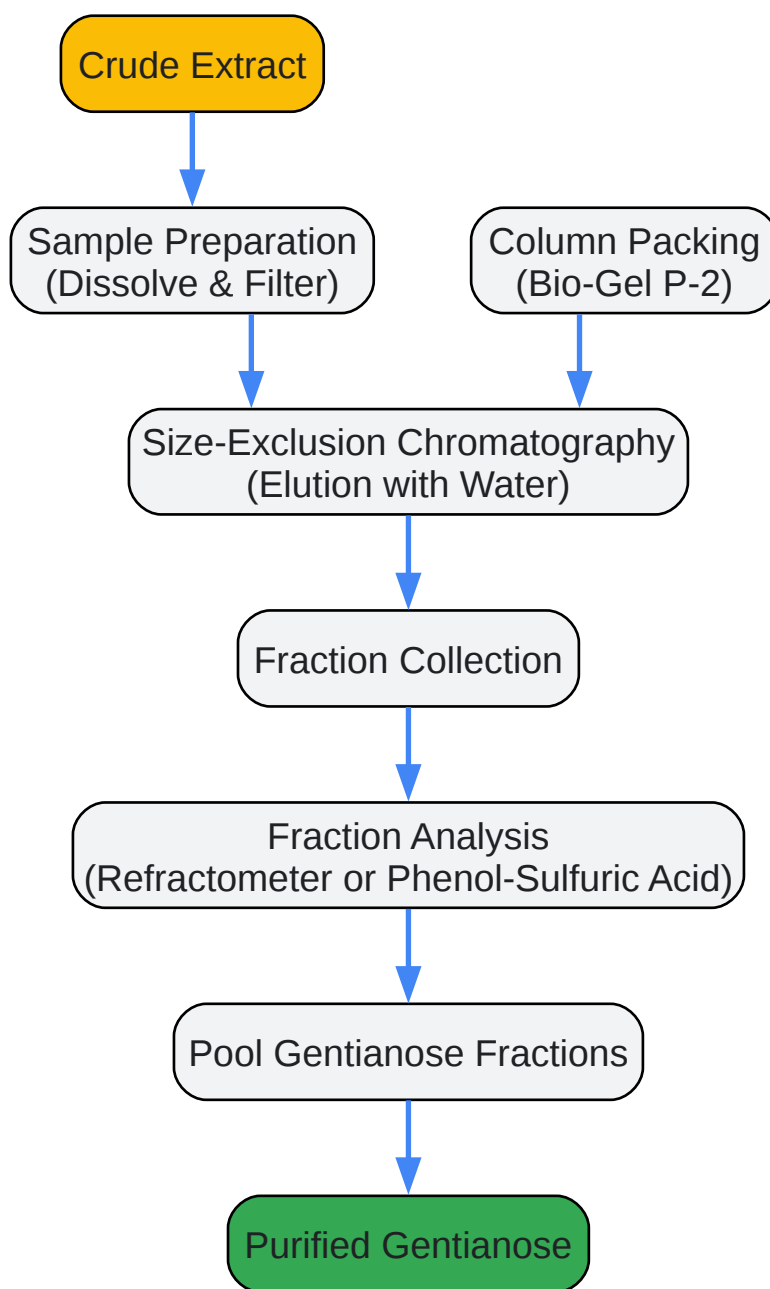 Crude Extract
Sample Preparation
(Dissolve & Filter)
Column Packing
(Bio-Gel P-2)
Size-Exclusion Chromatography
(Elution with Water)
Fraction Collection
Fraction Analysis
(Refractometer or Phenol-Sulfuric Acid)
Pool Gentianose Fractions
Purified Gentianose